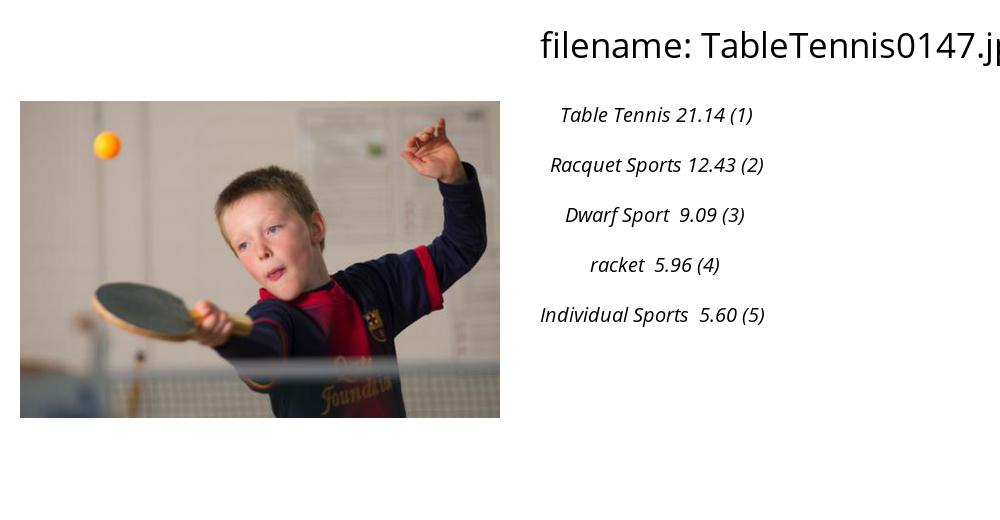 filename: TableTennis0147.jp
Table Tennis 21.14 (1)
Racquet Sports 12.43 (2)
Dwarf Sport 9.09 (3)
racket 5.96 (4)
Individual Sports 5.60 (5)
Foundation